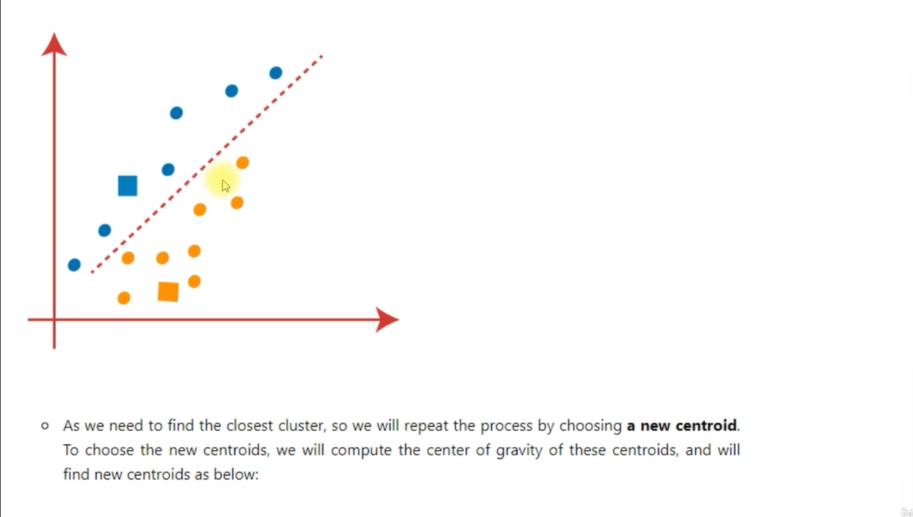 As we need to find the closest cluster, so we will repeat the process by choosing a new centroid.
To choose the new centroids, we will compute the center of gravity of these centroids, and will
find new centroids as below: